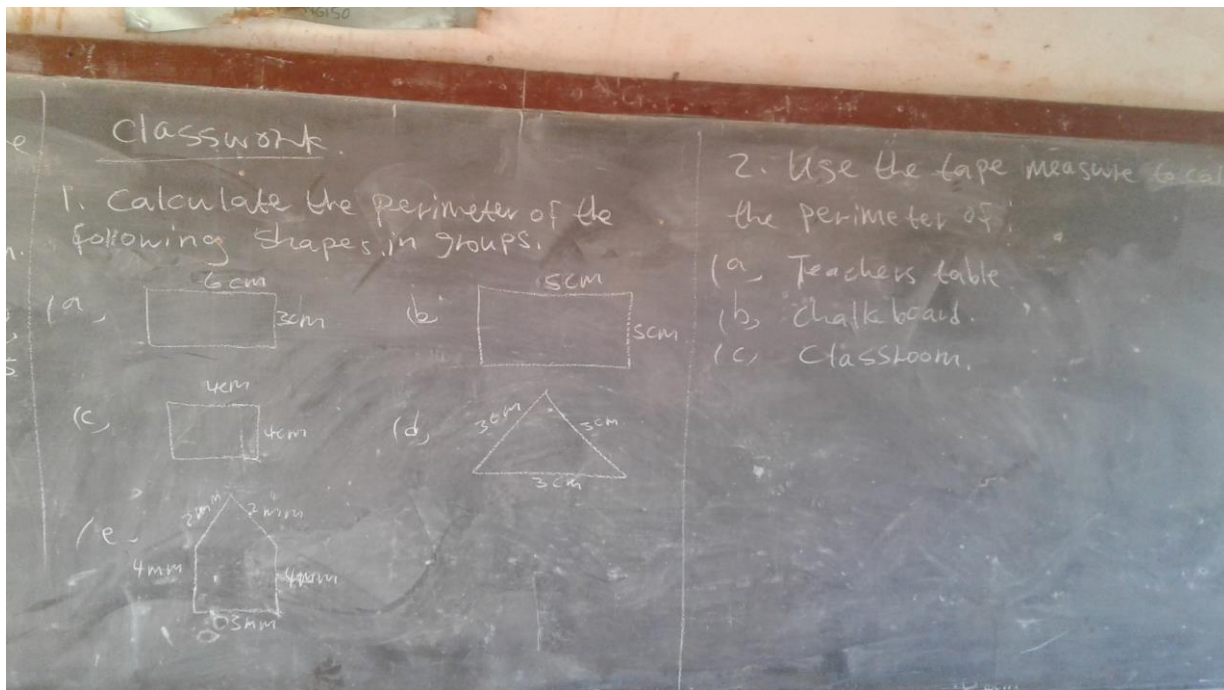 Classwork.
1. Calculate the perimeter of the
following shapes, in groups.
(a, 6cm 3cm
(b, 5cm 5cm
(c, 4cm 4cm
(d, 3cm 3cm 3cm
(e. 2mm 2mm 4mm 4mm 3mm
2. Use the tape measure to cal
the perimeter of:
(a, Teachers table
(b, Chalkboard.
(c, Classroom.